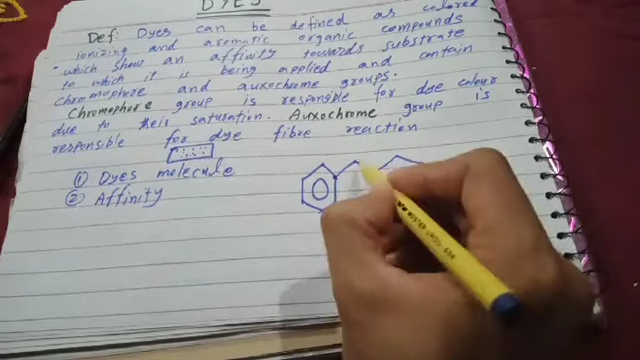 DYES
Def: Dyes can be defined as colored
ionizing and aromatic organic compounds
which show an affinity towards substrate
to which it is being applied and contain
chromophore and auxochrome groups.
Chromophore group is responsible for dye colour
due to their saturation. Auxochrome group is
responsible for dye fibre reaction
① Dyes molecule
② Affinity